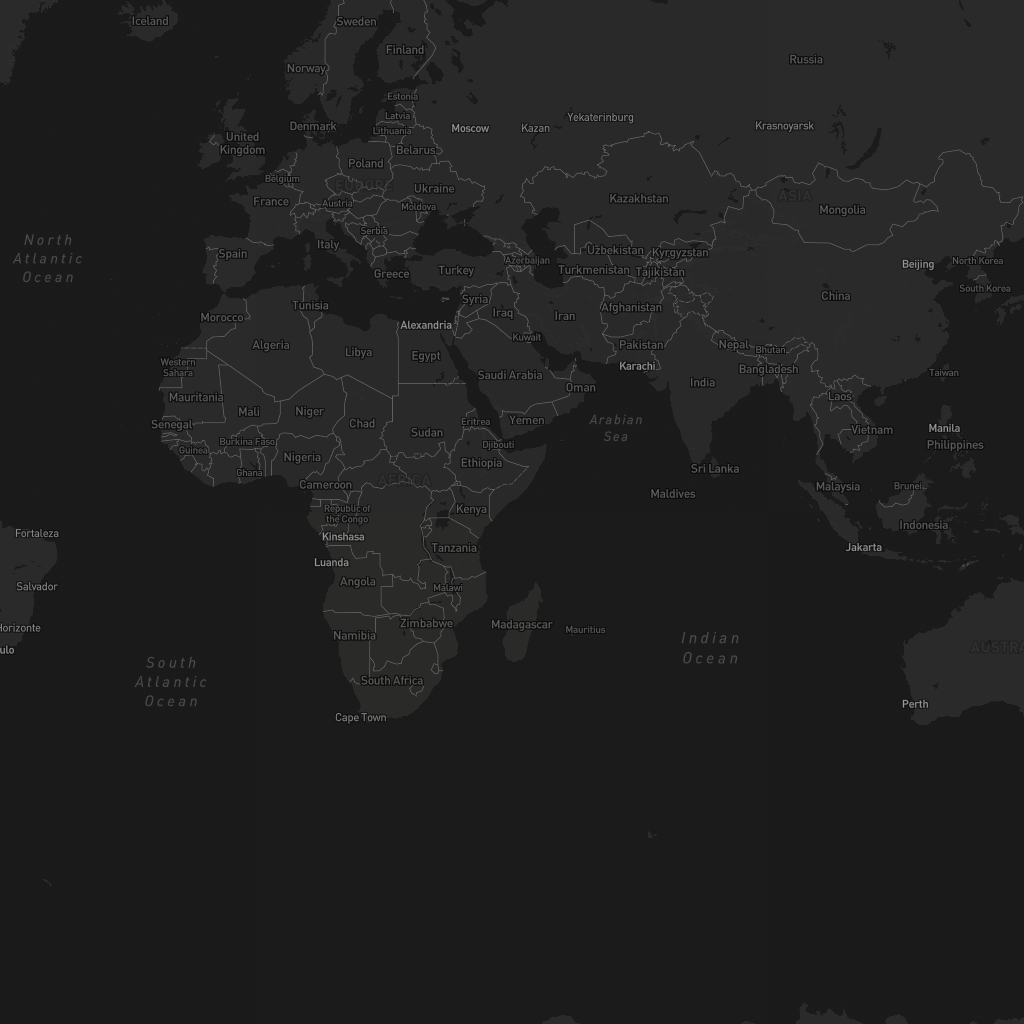 Iceland
Sweden
Finland
Norway
Russia
Estonia
Latvia
Lithuania
Denmark
Moscow
Kazan
Yekaterinburg
Krasnoyarsk
United
Kingdom
Belarus
Poland
Belgium
EUROPE
Ukraine
France
Austria
Moldova
Kazakhstan
ASIA
Mongolia
Serbia
North
Atlantic
Ocean
Spain
Italy
Azerbaijan
Uzbekistan
Kyrgyzstan
Beijing
North Korea
Greece
Turkey
Turkmenistan
Tajikistan
South Korea
China
Tunisia
Syria
Iraq
Iran
Afghanistan
Morocco
Alexandria
Kuwait
Pakistan
Nepal
Bhutan
Algeria
Libya
Egypt
Western
Sahara
Saudi Arabia
Karachi
Bangladesh
Taiwan
India
Oman
Mauritania
Mali
Niger
Chad
Laos
Senegal
Sudan
Eritrea
Yemen
Arabian
Sea
Vietnam
Manila
Philippines
Burkina Faso
Guinea
Djibouti
Nigeria
Ethiopia
Ghana
Sri Lanka
Cameroon
AFRICA
Malaysia
Brunei...
Maldives
Republic of
the Congo
Kenya
Indonesia
Fortaleza
Kinshasa
Tanzania
Jakarta
Luanda
Angola
Malawi
Salvador
Horizonte
Namibia
Zimbabwe
Madagascar
Mauritius
Indian
Ocean
ulo
AUSTRA
South
Atlantic
Ocean
South Africa
Perth
Cape Town